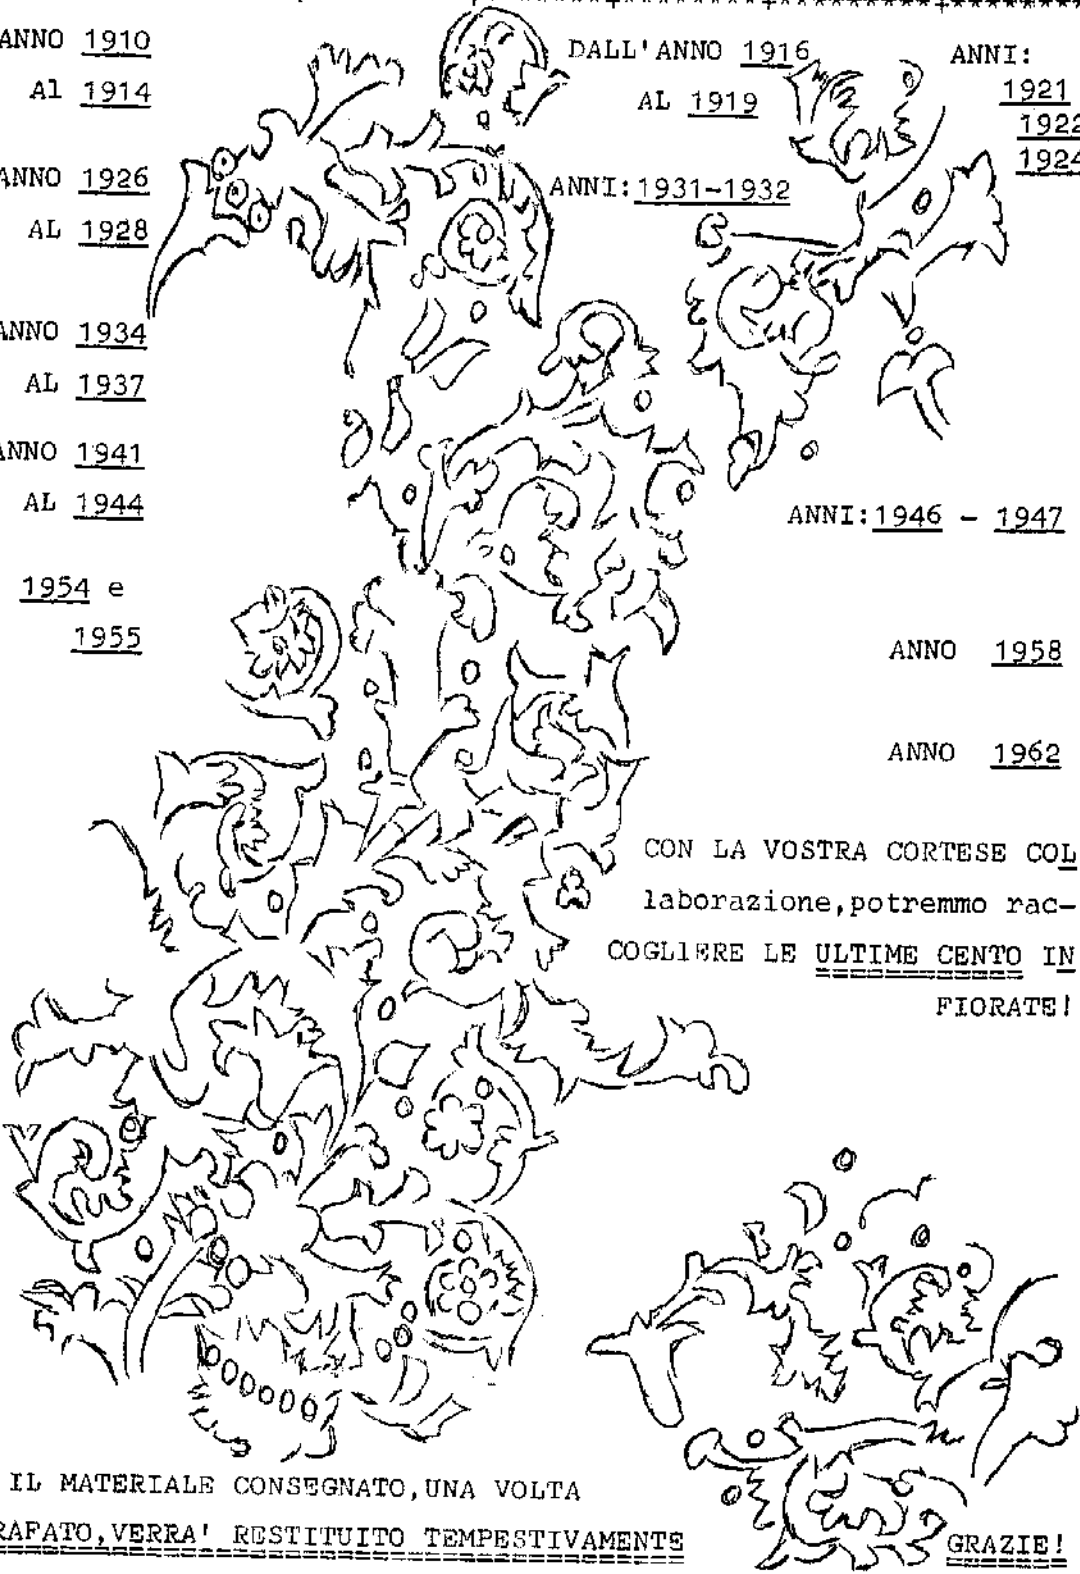 ANNO 1910
Al 1914
ANNO 1926
AL 1928
ANNO 1934
AL 1937
ANNO 1941
AL 1944
1954 e
1955
DALL'ANNO 1916
AL 1919
ANNI:1931-1932
ANNI:
1921
1922
1924
ANNI:1946 - 1947
ANNO 1958
ANNO 1962
CON LA VOSTRA CORTESE COL
laborazione,potremmo rac-
COGLIERE LE ULTIME CENTO IN
FIORATE!
IL MATERIALE CONSEGNATO,UNA VOLTA
RAFATO,VERRA' RESTITUITO TEMPESTIVAMENTE
GRAZIE!